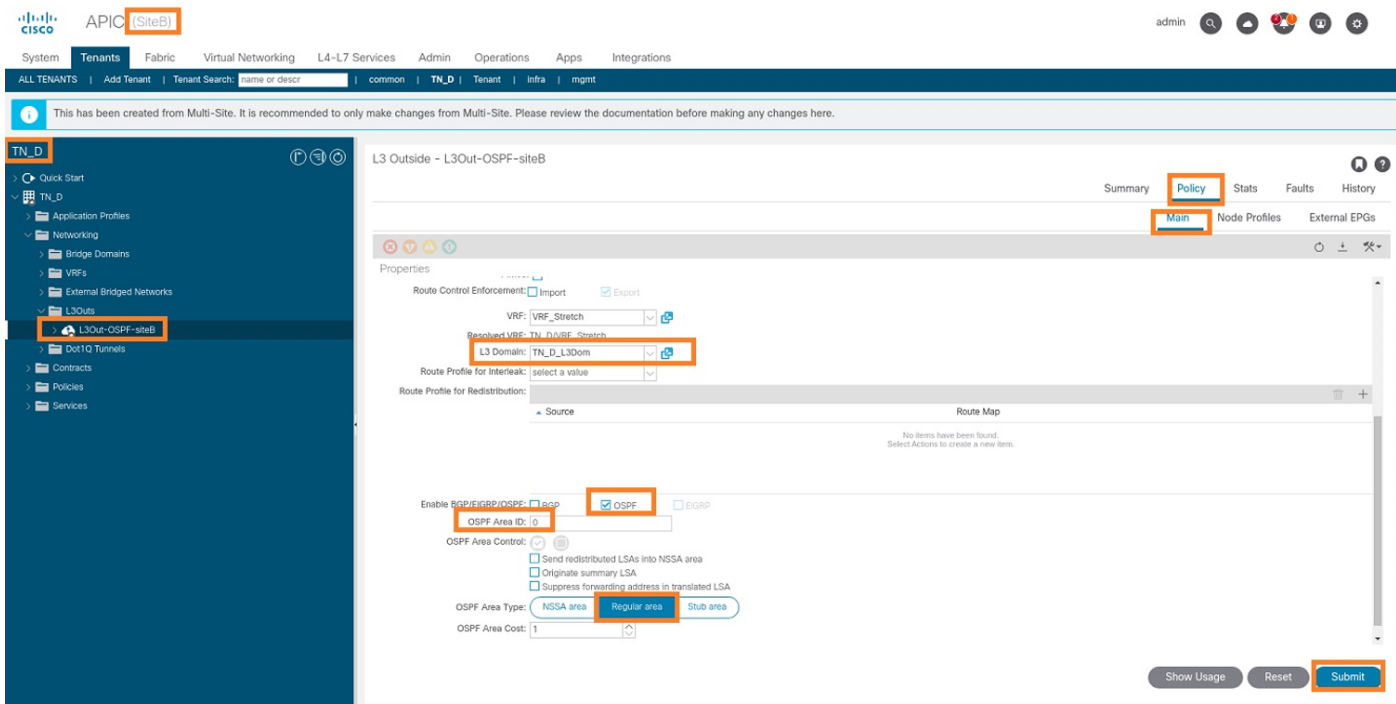 CISCO APIC (SiteB) admin
System Tenants Fabric Virtual Networking L4-L7 Services Admin Operations Apps Integrations
ALL TENANTS | Add Tenant | Tenant Search: name or descr | common | TN_D | Tenant | infra | mgmt
This has been created from Multi-Site. It is recommended to only make changes from Multi-Site. Please review the documentation before making any changes here.
TN_D
Quick Start
TN_D
Application Profiles
Networking
Bridge Domains
VRFs
External Bridged Networks
L3Outs
L3Out-OSPF-siteB
Dot1Q Tunnels
Contracts
Policies
Services
L3 Outside - L3Out-OSPF-siteB
Summary Policy Stats Faults History
Main Node Profiles External EPGs
Properties
Route Control Enforcement: Import Export
VRF: VRF_Stretch
Resolved VRF: TN_D/VRF_Stretch
L3 Domain: TN_D_L3Dom
Route Profile for Interleak: select a value
Route Profile for Redistribution:
Source Route Map
No items have been found.
Select Actions to create a new item.
Enable BGP/EIGRP/OSPF: BGP OSPF EIGRP
OSPF Area ID: 0
OSPF Area Control:
Send redistributed LSAs into NSSA area
Originate summary LSA
Suppress forwarding address in translated LSA
OSPF Area Type: NSSA area Regular area Stub area
OSPF Area Cost: 1
Show Usage Reset Submit